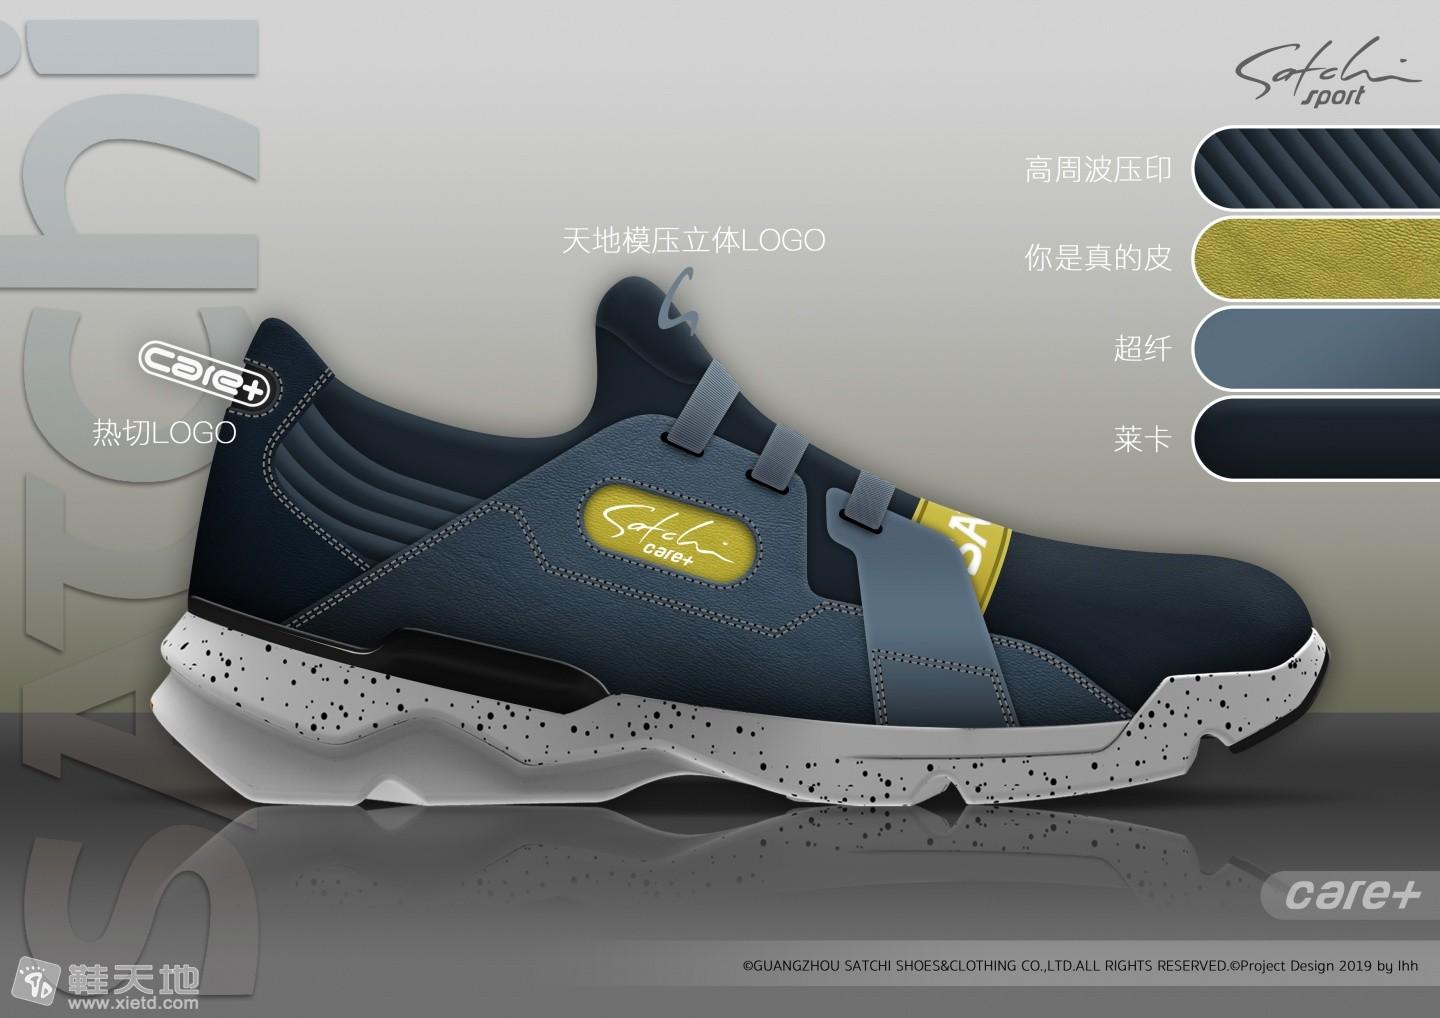 Satchi
sport
高周波压印
天地模压立体LOGO
你是真的皮
超纤
care+
热切LOGO
莱卡
Satchi
care+
SA
SATCHI
care+
©GUANGZHOU SATCHI SHOES&CLOTHING CO.,LTD.ALL RIGHTS RESERVED.©Project Design 2019 by lhh
鞋天地
www.xietd.com